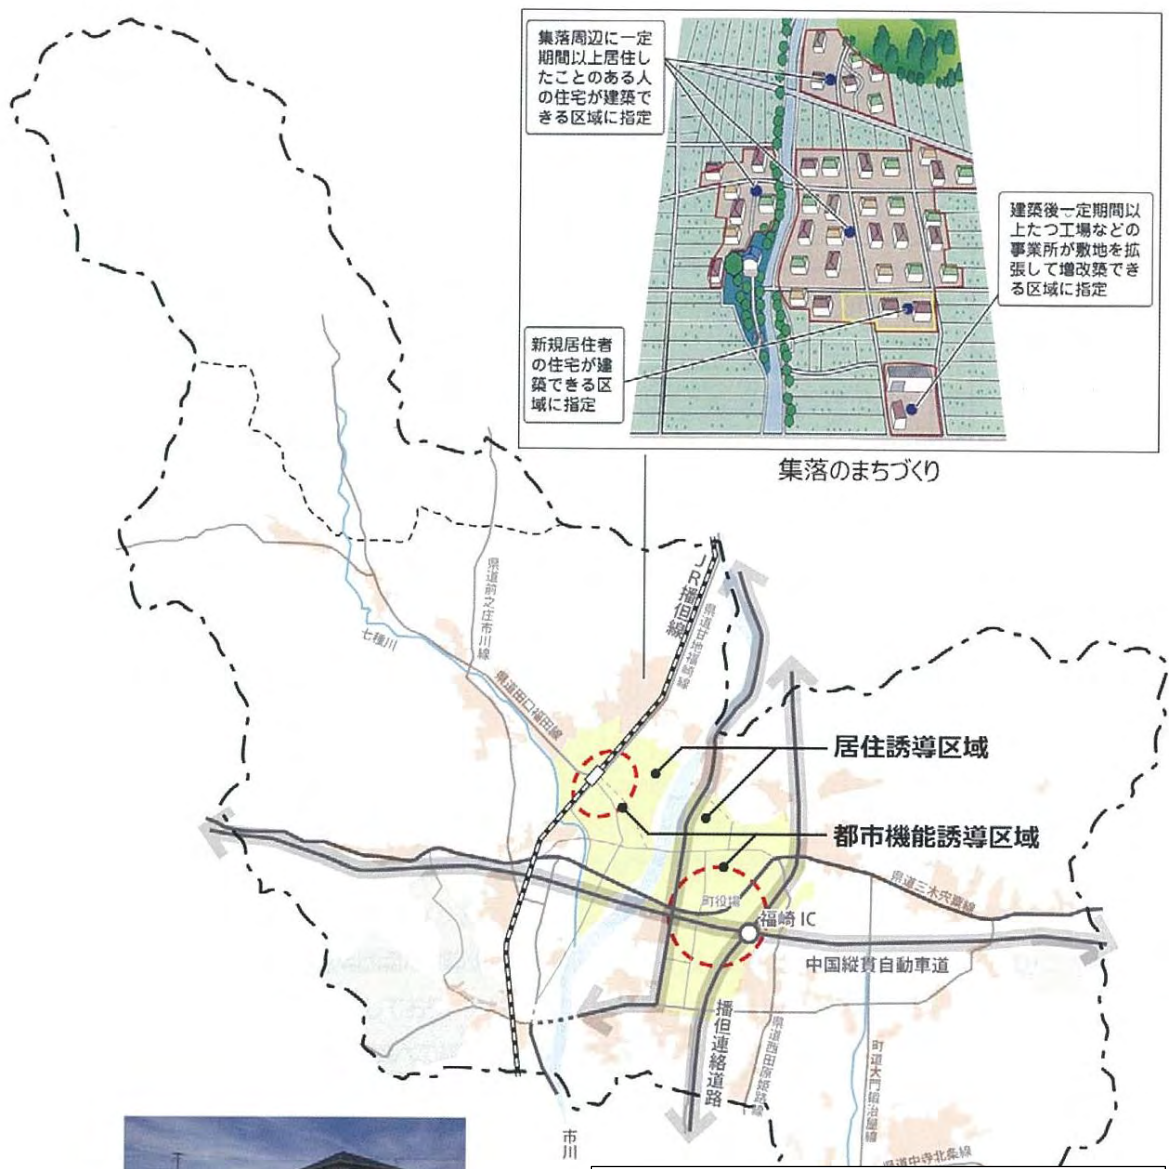 集落周辺に一定
期間以上居住し
たことのある人
の住宅が建築で
きる区域に指定
建築後一定期間以
上たつ工場などの
事業所が敷地を拡
張して増改築でき
る区域に指定
新規居住者
の住宅が建
築できる区
域に指定
集落のまちづくり
JR播但線
県道甘地福崎線
県道前之庄市川線
七種川
県道田口福田線
居住誘導区域
都市機能誘導区域
町役場
福崎IC
県道三木宍粟線
中国縦貫自動車道
播但連絡道路
県道西田原姫路線
町道大門鍛冶屋線
市川
県道中寺北条線